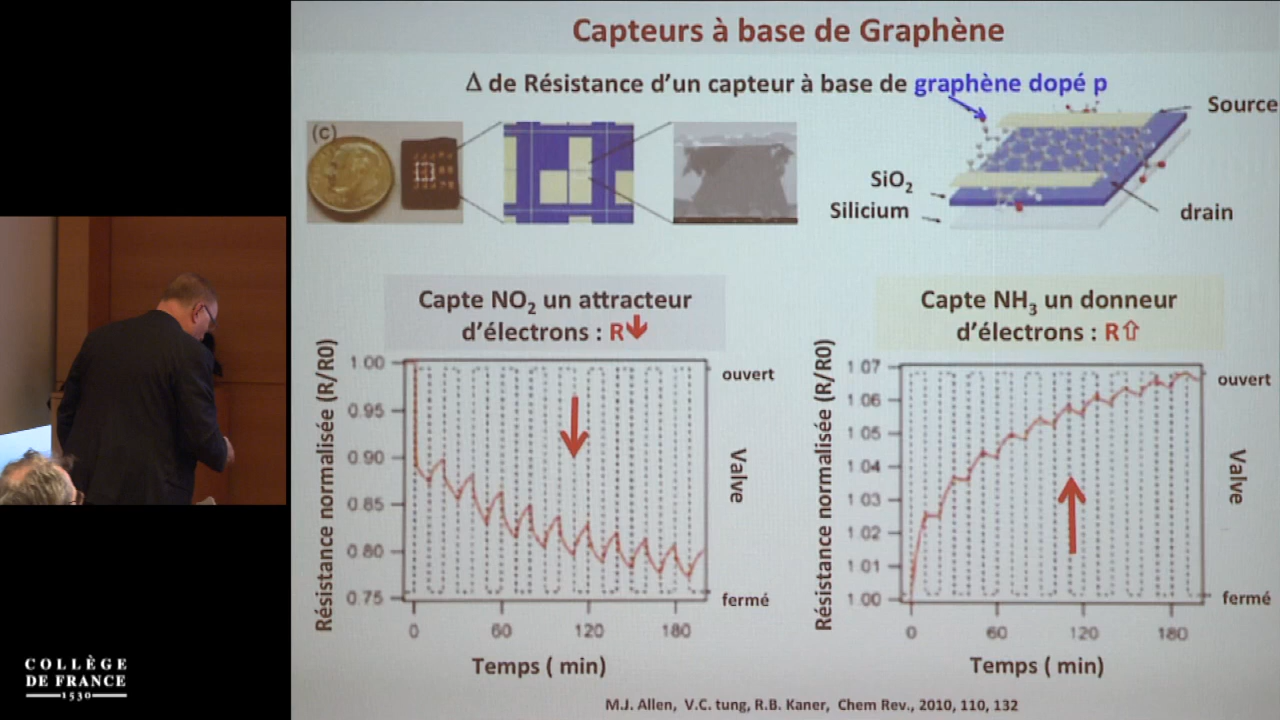 Capteurs à base de Graphène
Δ de Résistance d'un capteur à base de graphène dopé p
(c)
Source
SiO2
Silicium
drain
Capte NO2 un attracteur
d'électrons : R
Capte NH3 un donneur
d'électrons : R
Résistance normalisée (R/R0)
1.00
0.95
0.90
0.85
0.80
0.75
ouvert
Valve
fermé
0 60 120 180
Temps ( min)
Résistance normalisée (R/R0)
1.07
1.06
1.05
1.04
1.03
1.02
1.01
1.00
ouvert
Valve
fermé
0 60 120 180
Temps ( min)
M.J. Allen, V.C. tung, R.B. Kaner, Chem Rev., 2010, 110, 132
COLLÈGE
DE FRANCE
1530